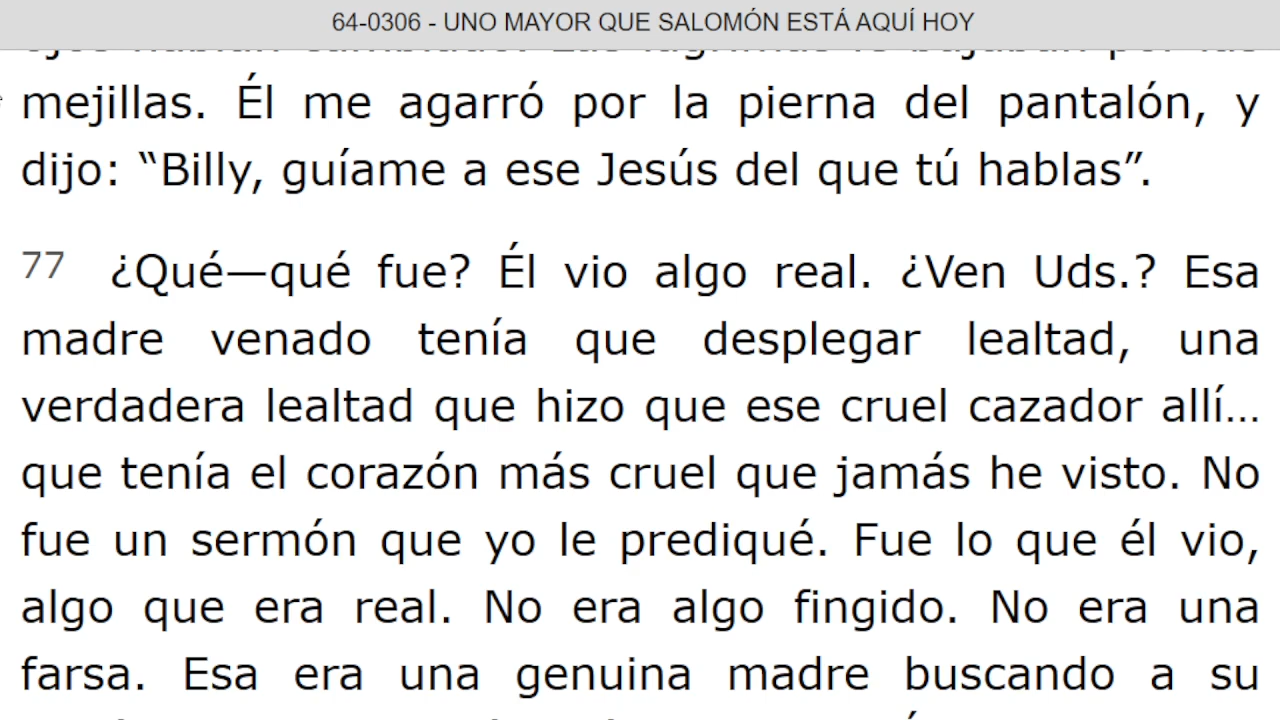 64-0306 - UNO MAYOR QUE SALOMÓN ESTÁ AQUÍ HOY
mejillas. Él me agarró por la pierna del pantalón, y
dijo: “Billy, guíame a ese Jesús del que tú hablas”.
77 ¿Qué—qué fue? Él vio algo real. ¿Ven Uds.? Esa
madre venado tenía que desplegar lealtad, una
verdadera lealtad que hizo que ese cruel cazador allí...
que tenía el corazón más cruel que jamás he visto. No
fue un sermón que yo le prediqué. Fue lo que él vio,
algo que era real. No era algo fingido. No era una
farsa. Esa era una genuina madre buscando a su